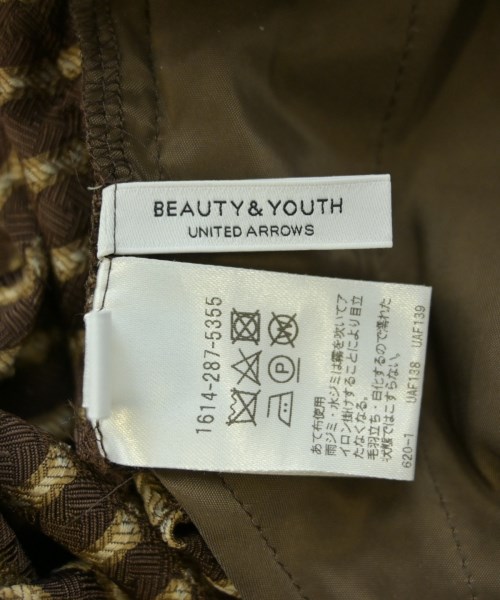 BEAUTY & YOUTH
UNITED ARROWS
1614-287-5355
P
あて布使用
雨ジミ・水ジミは霧を吹いてア
イロン掛けすることにより目立
たなくなる。
毛羽立ち・白化するので濡れた
状態ではこすらない。
620-1 UAF138 UAF139